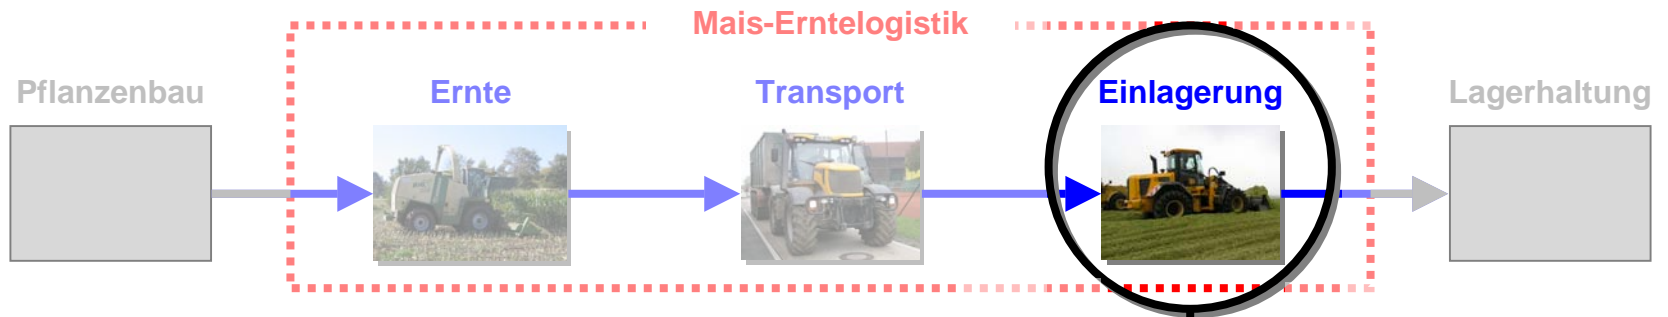 Mais-Erntelogistik
Pflanzenbau
Ernte
Transport
Einlagerung
Lagerhaltung